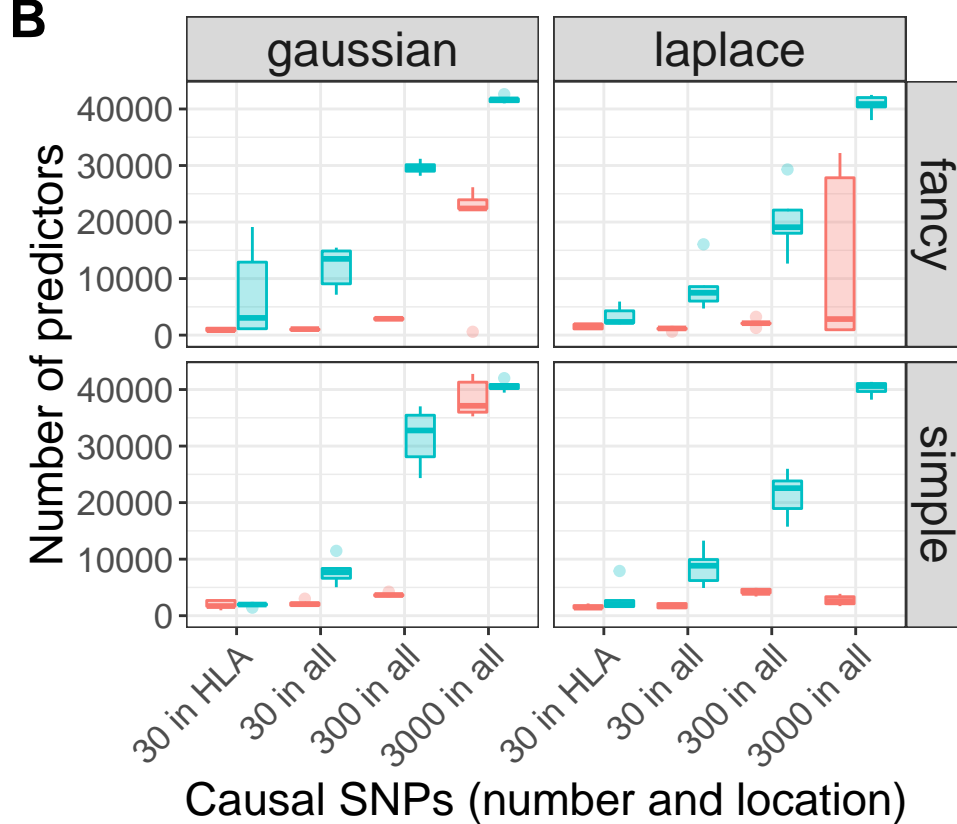 B
gaussian laplace
Number of predictors
40000
30000
20000
10000
0
fancy
40000
30000
20000
10000
0
simple
30 in HLA 30 in all 300 in all 3000 in all 30 in HLA 30 in all 300 in all 3000 in all
Causal SNPs (number and location)